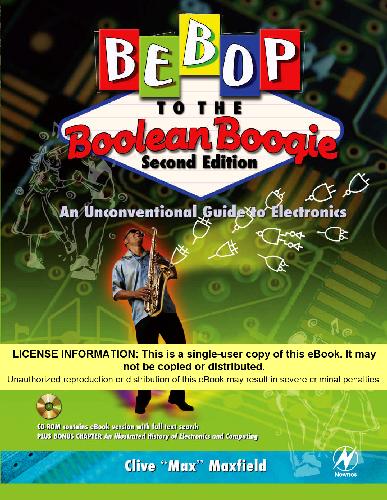 BEBOP
TO THE
Boolean Boogie
Second Edition
An Unconventional Guide to Electronics
LICENSE INFORMATION: This is a single-user copy of this eBook. It may
not be copied or distributed.
Unauthorized reproduction or distribution of this eBook may result in severe criminal penalties.
CD-ROM contains eBook version with full text search
PLUS BONUS CHAPTER An Illustrated History of Electronics and Computing
Clive "Max" Maxfield
Newnes